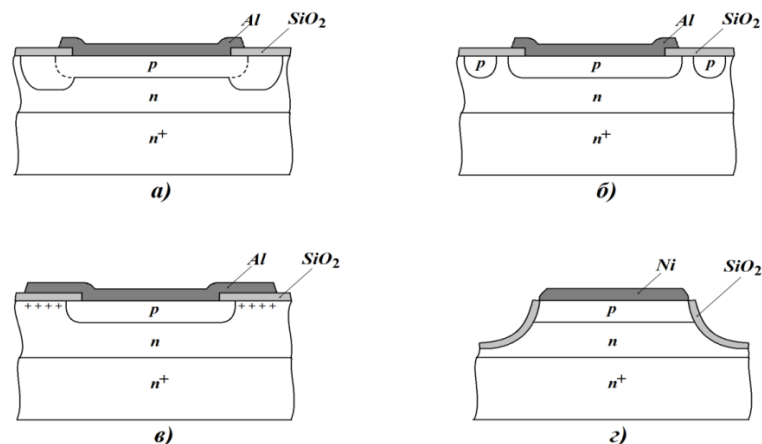 Al
SiO2
p
n
n+
а)
Al
SiO2
p
p
p
n
n+
б)
Al
SiO2
++++
++++
p
n
n+
в)
Ni
SiO2
p
n
n+
г)